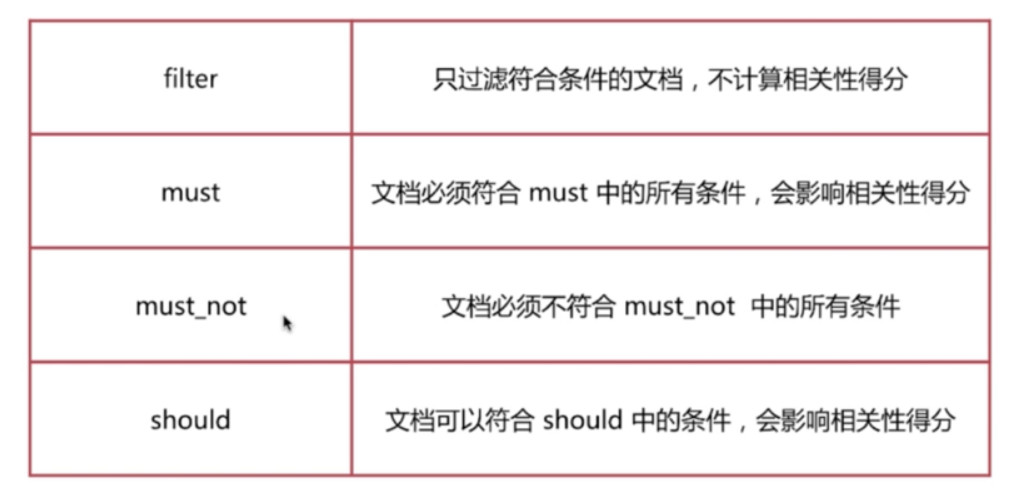 filter
只过滤符合条件的文档，不计算相关性得分
must
文档必须符合 must 中的所有条件，会影响相关性得分
must_not
文档必须不符合 must_not 中的所有条件
should
文档可以符合 should 中的条件，会影响相关性得分